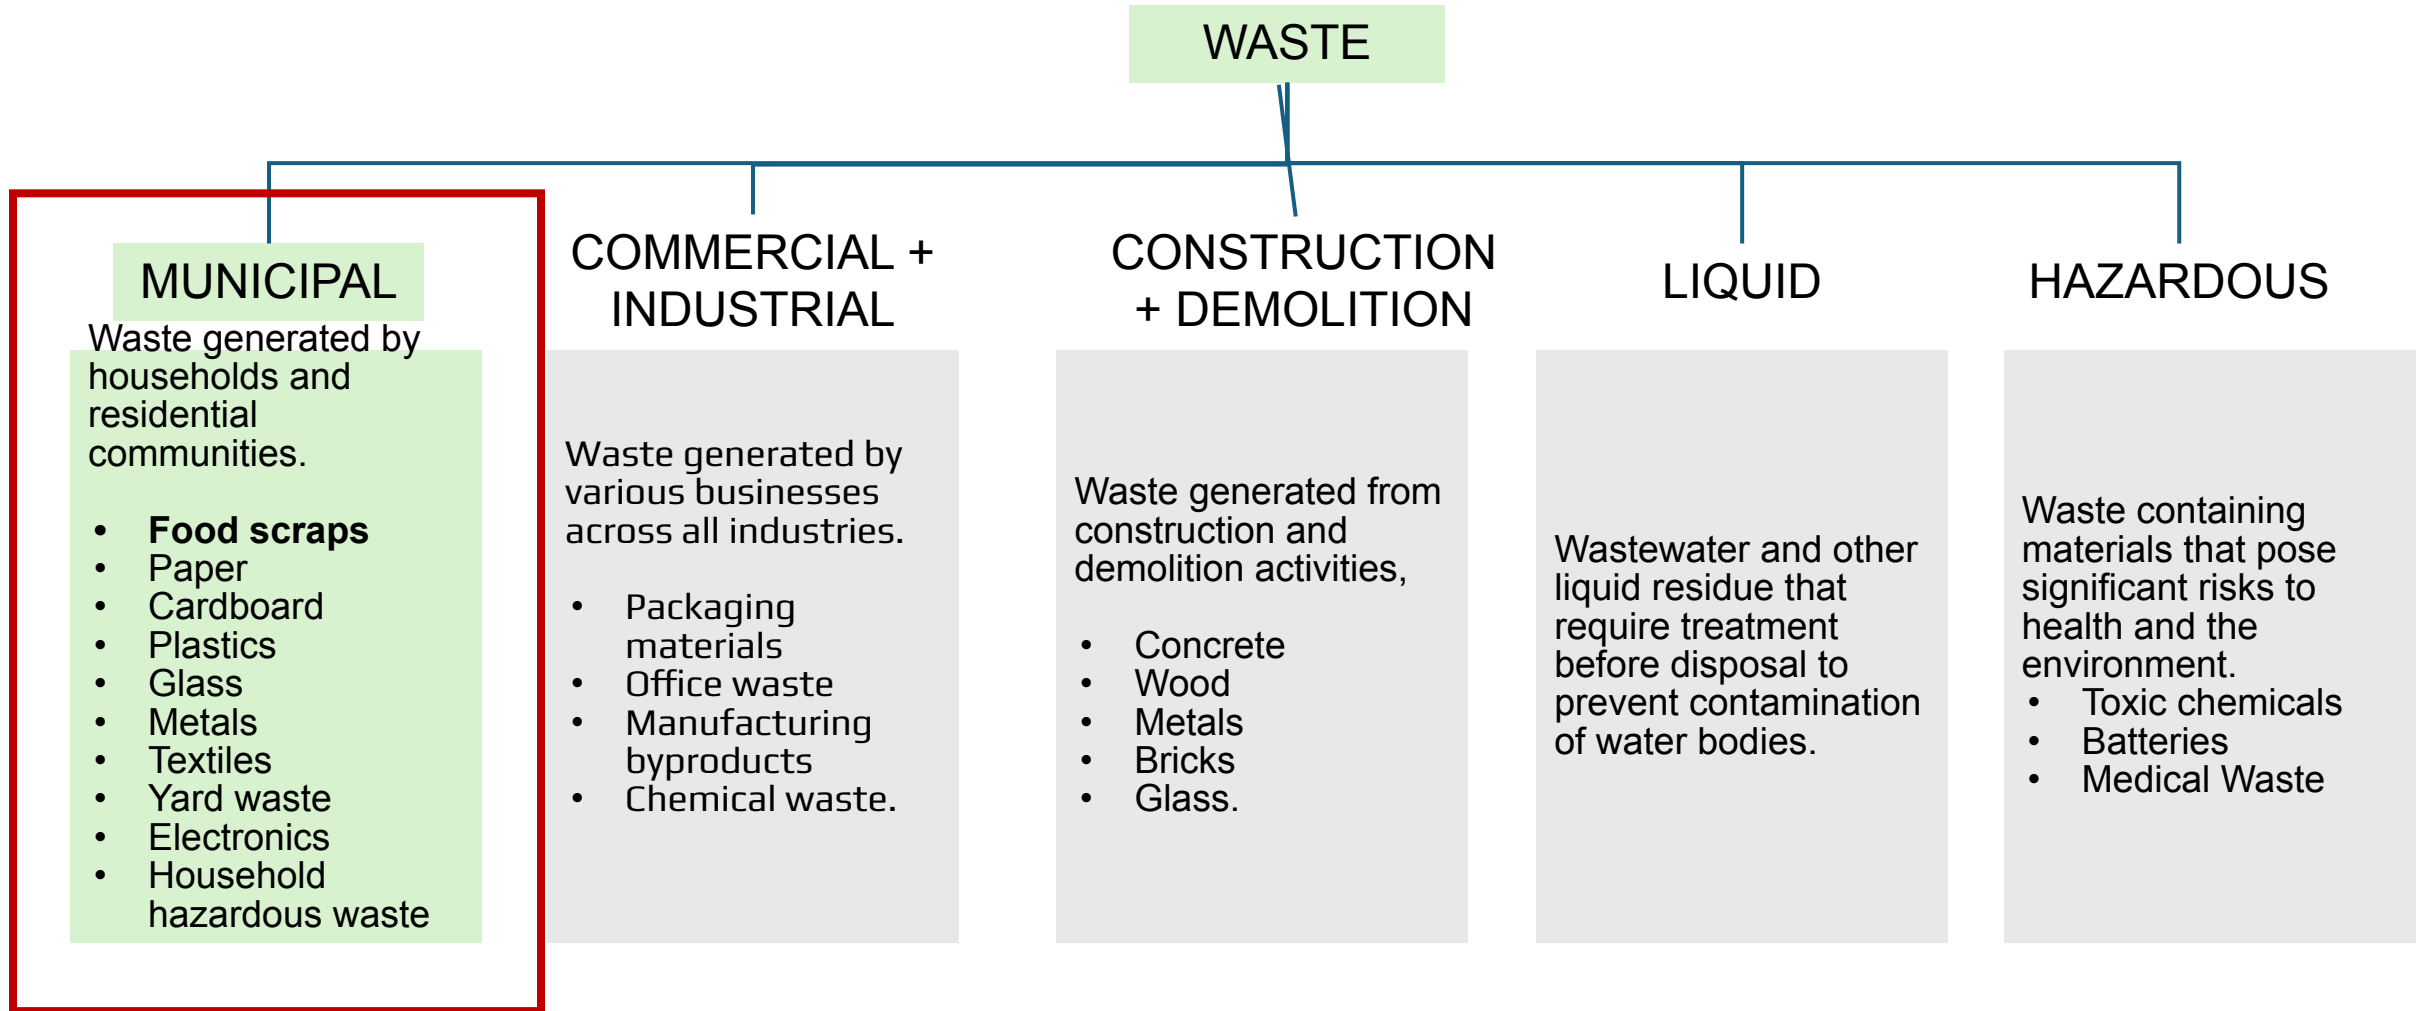 WASTE
MUNICIPAL
Waste generated by
households and
residential
communities.
• Food scraps
• Paper
• Cardboard
• Plastics
• Glass
• Metals
• Textiles
• Yard waste
• Electronics
• Household
hazardous waste
COMMERCIAL +
INDUSTRIAL
Waste generated by
various businesses
across all industries.
• Packaging
materials
• Office waste
• Manufacturing
byproducts
• Chemical waste.
CONSTRUCTION
+ DEMOLITION
Waste generated from
construction and
demolition activities,
• Concrete
• Wood
• Metals
• Bricks
• Glass.
LIQUID
Wastewater and other
liquid residue that
require treatment
before disposal to
prevent contamination
of water bodies.
HAZARDOUS
Waste containing
materials that pose
significant risks to
health and the
environment.
• Toxic chemicals
• Batteries
• Medical Waste